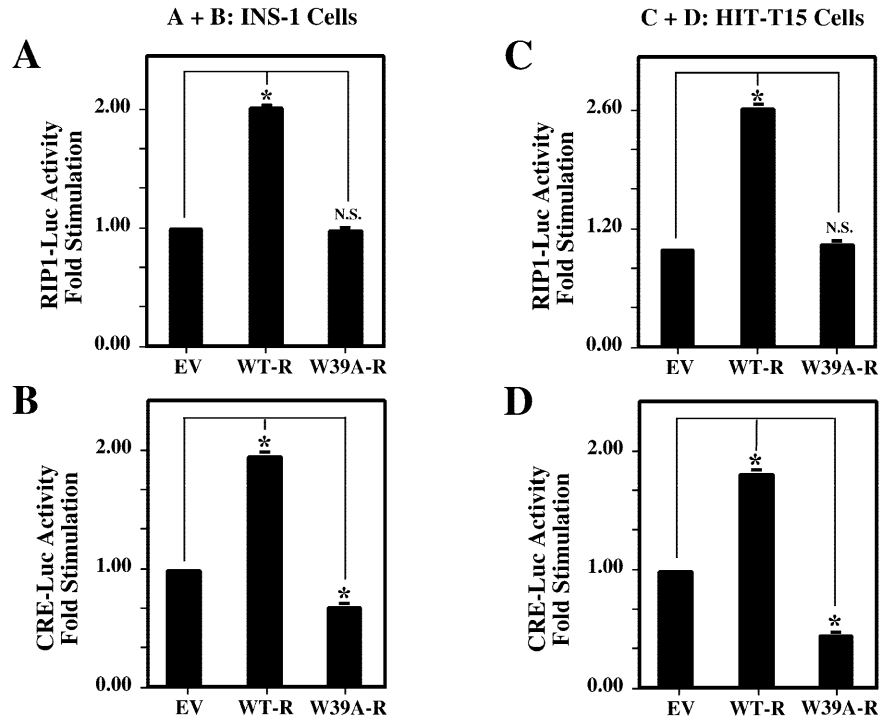 A + B: INS-1 Cells
C + D: HIT-T15 Cells
A
RIP1-Luc Activity
Fold Stimulation
2.00
1.00
0.00
*
N.S.
EV WT-R W39A-R
C
RIP1-Luc Activity
Fold Stimulation
2.60
1.20
0.00
*
N.S.
EV WT-R W39A-R
B
CRE-Luc Activity
Fold Stimulation
2.00
1.00
0.00
*
*
EV WT-R W39A-R
D
CRE-Luc Activity
Fold Stimulation
2.00
1.00
0.00
*
*
EV WT-R W39A-R